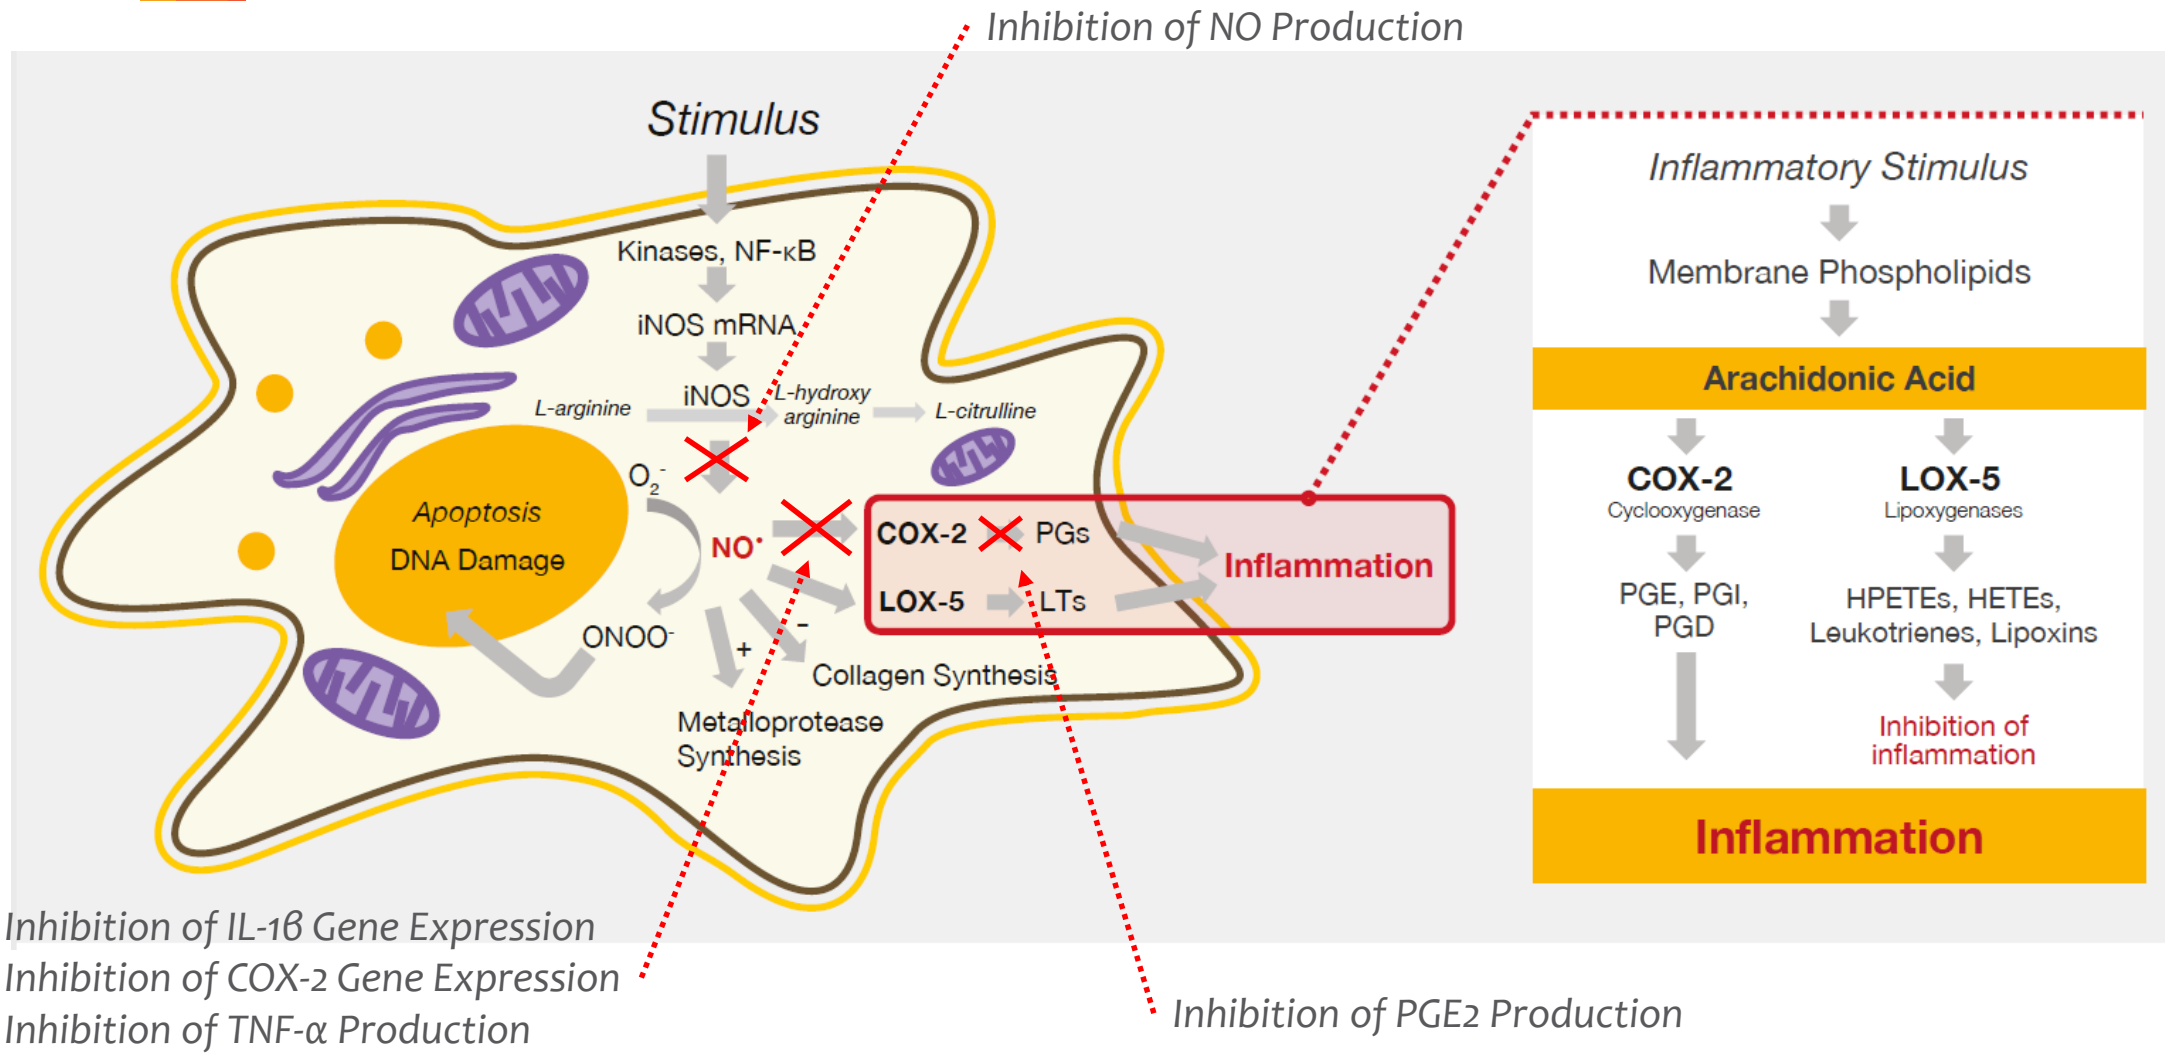 Inhibition of NO Production
Stimulus
Kinases, NF-κB
iNOS mRNA
iNOS
L-arginine
L-hydroxy
arginine
L-citrulline
O₂⁻
Apoptosis
DNA Damage
NO•
COX-2
PGs
LOX-5
LTs
Inflammation
ONOO⁻
+
-
Collagen Synthesis
Metalloprotease
Synthesis
Inflammatory Stimulus
Membrane Phospholipids
Arachidonic Acid
COX-2
Cyclooxygenase
LOX-5
Lipoxygenases
PGE, PGI,
PGD
HPETEs, HETEs,
Leukotrienes, Lipoxins
Inhibition of
inflammation
Inflammation
Inhibition of IL-1β Gene Expression
Inhibition of COX-2 Gene Expression
Inhibition of TNF-α Production
Inhibition of PGE2 Production